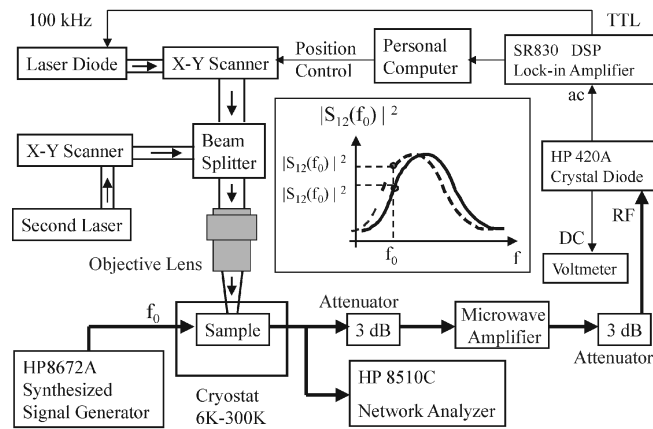 100 kHz
TTL
Laser Diode
X-Y Scanner
Position
Control
Personal
Computer
SR830 DSP
Lock-in Amplifier
ac
|S12(f0)|²
X-Y Scanner
Beam
Splitter
|S12(f0)|²
|S12(f0)|²
HP 420A
Crystal Diode
RF
Second Laser
f0
f
DC
Voltmeter
Objective Lens
f0
Sample
Attenuator
3 dB
Microwave
Amplifier
3 dB
Attenuator
HP8672A
Synthesized
Signal Generator
Cryostat
6K-300K
HP 8510C
Network Analyzer